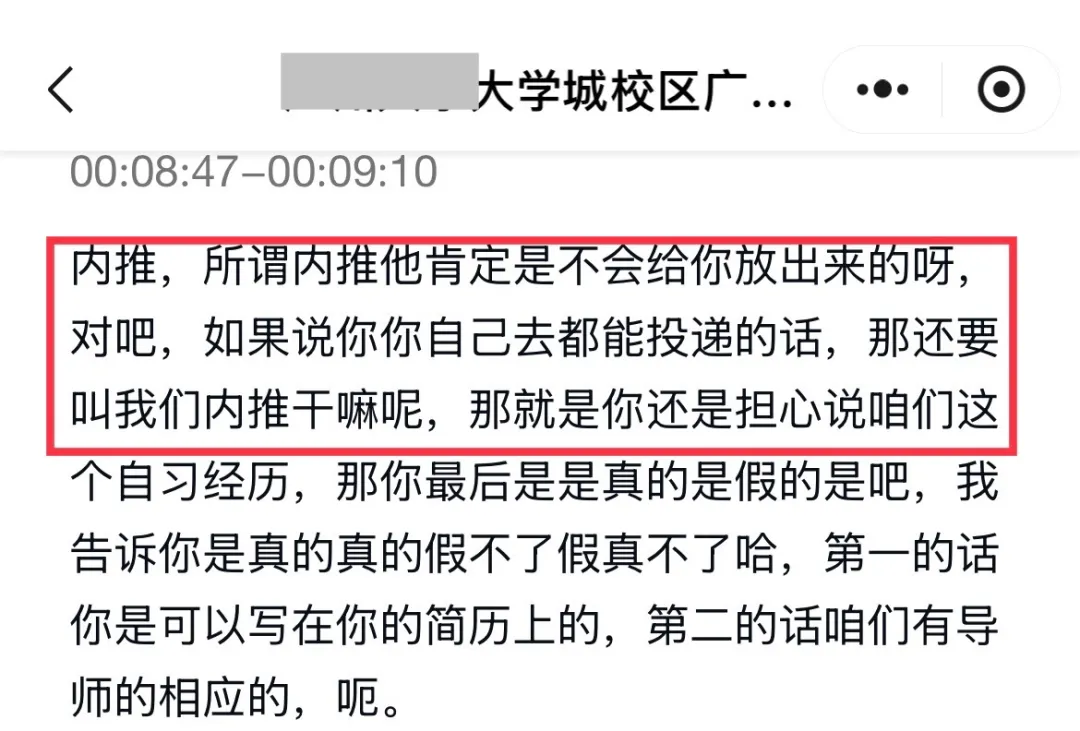 大学城校区广...
00:08:47–00:09:10
内推，所谓内推他肯定是不会给你放出来的呀，
对吧，如果说你你自己去都能投递的话，那还要
叫我们内推干嘛呢，那就是你还是担心说咱们这
个自习经历，那你最后是是真的是假的是吧，我
告诉你是真的真的假不了假真不了哈，第一的话
你是可以写在你的简历上的，第二的话咱们有导
师的相应的，呃。